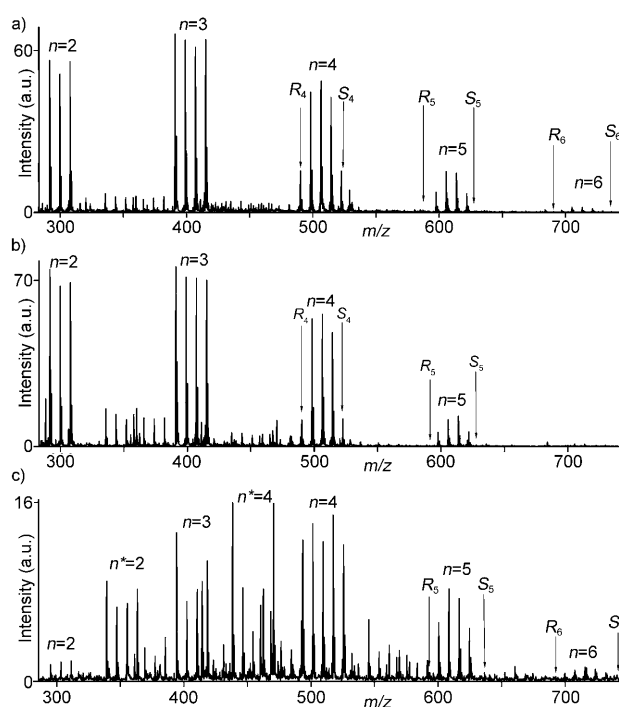 a)
60
0
Intensity (a.u.)
n=2
n=3
n=4
R4
S4
R5
S5
n=5
R6
S6
n=6
300
400
500
600
700
m/z
b)
70
0
Intensity (a.u.)
n=2
n=3
n=4
R4
S4
R5
S5
n=5
300
400
500
600
700
m/z
c)
16
0
Intensity (a.u.)
n=2
n*=2
n=3
n*=4
n=4
R5
n=5
S5
R6
n=6
S
300
400
500
600
700
m/z